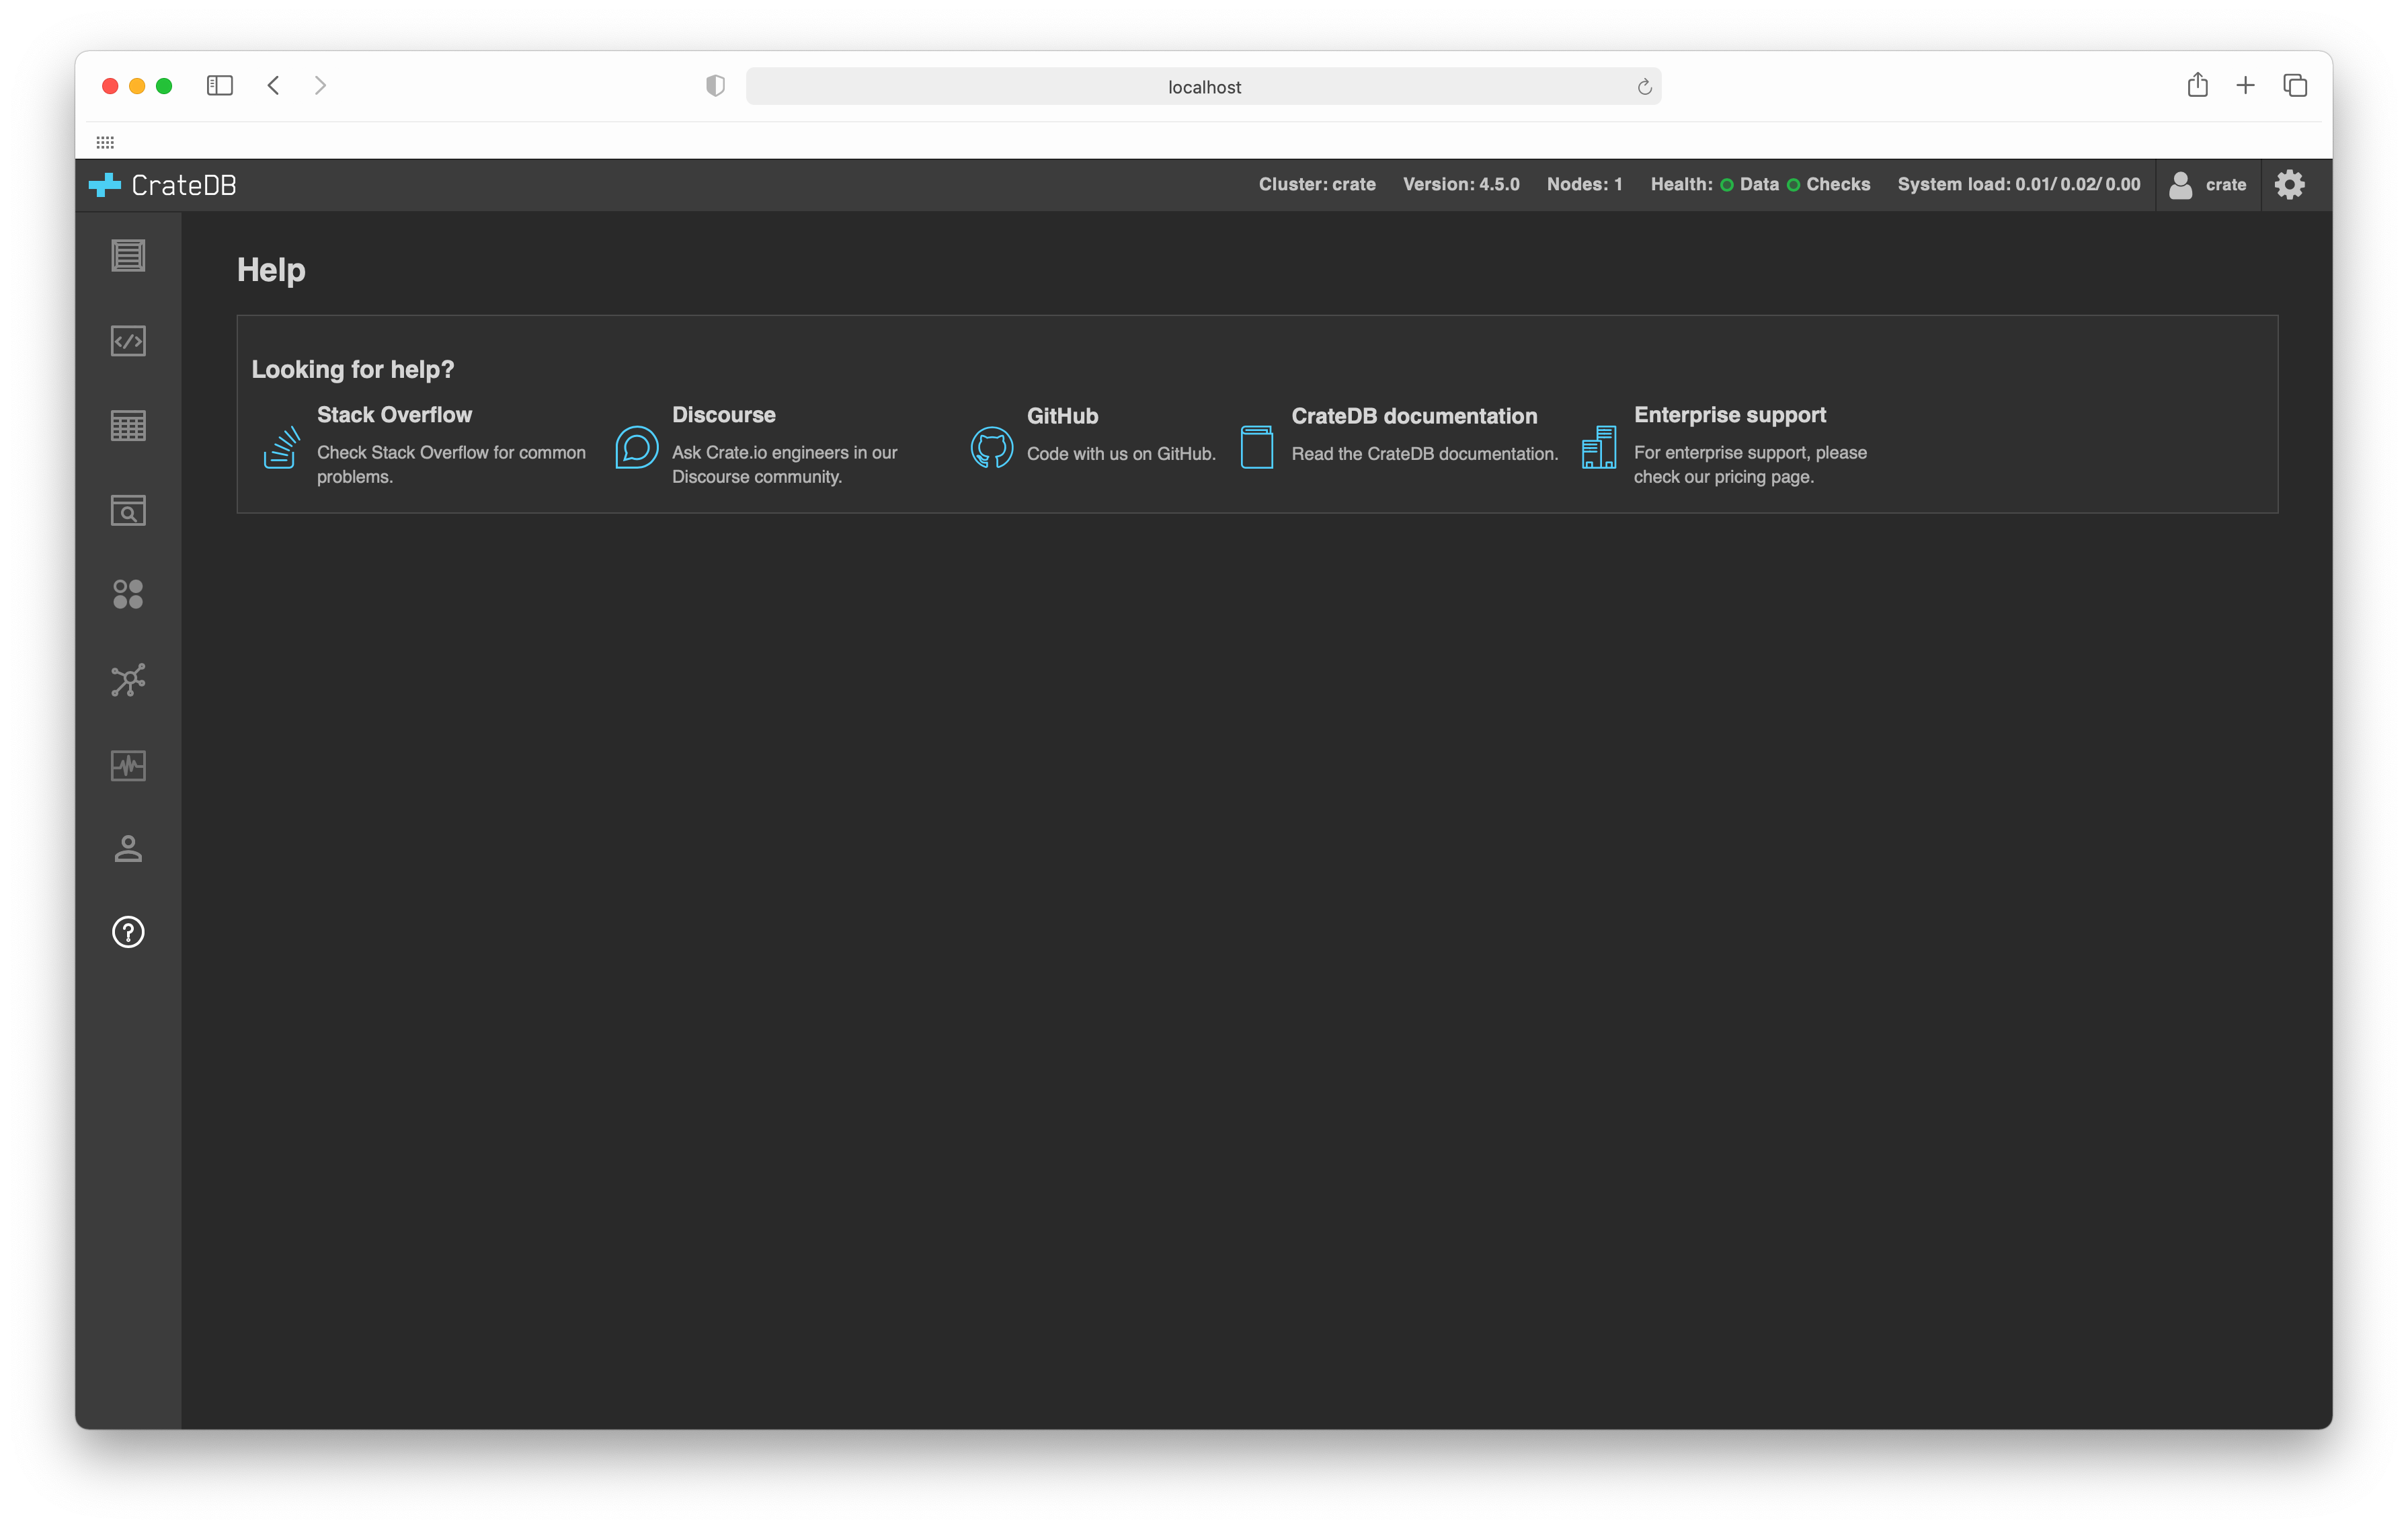 localhost
CrateDB
Cluster: crate Version: 4.5.0 Nodes: 1 Health: Data Checks System load: 0.01/ 0.02/ 0.00 crate
Help
Looking for help?
Stack Overflow
Check Stack Overflow for common
problems.
Discourse
Ask Crate.io engineers in our
Discourse community.
GitHub
Code with us on GitHub.
CrateDB documentation
Read the CrateDB documentation.
Enterprise support
For enterprise support, please
check our pricing page.